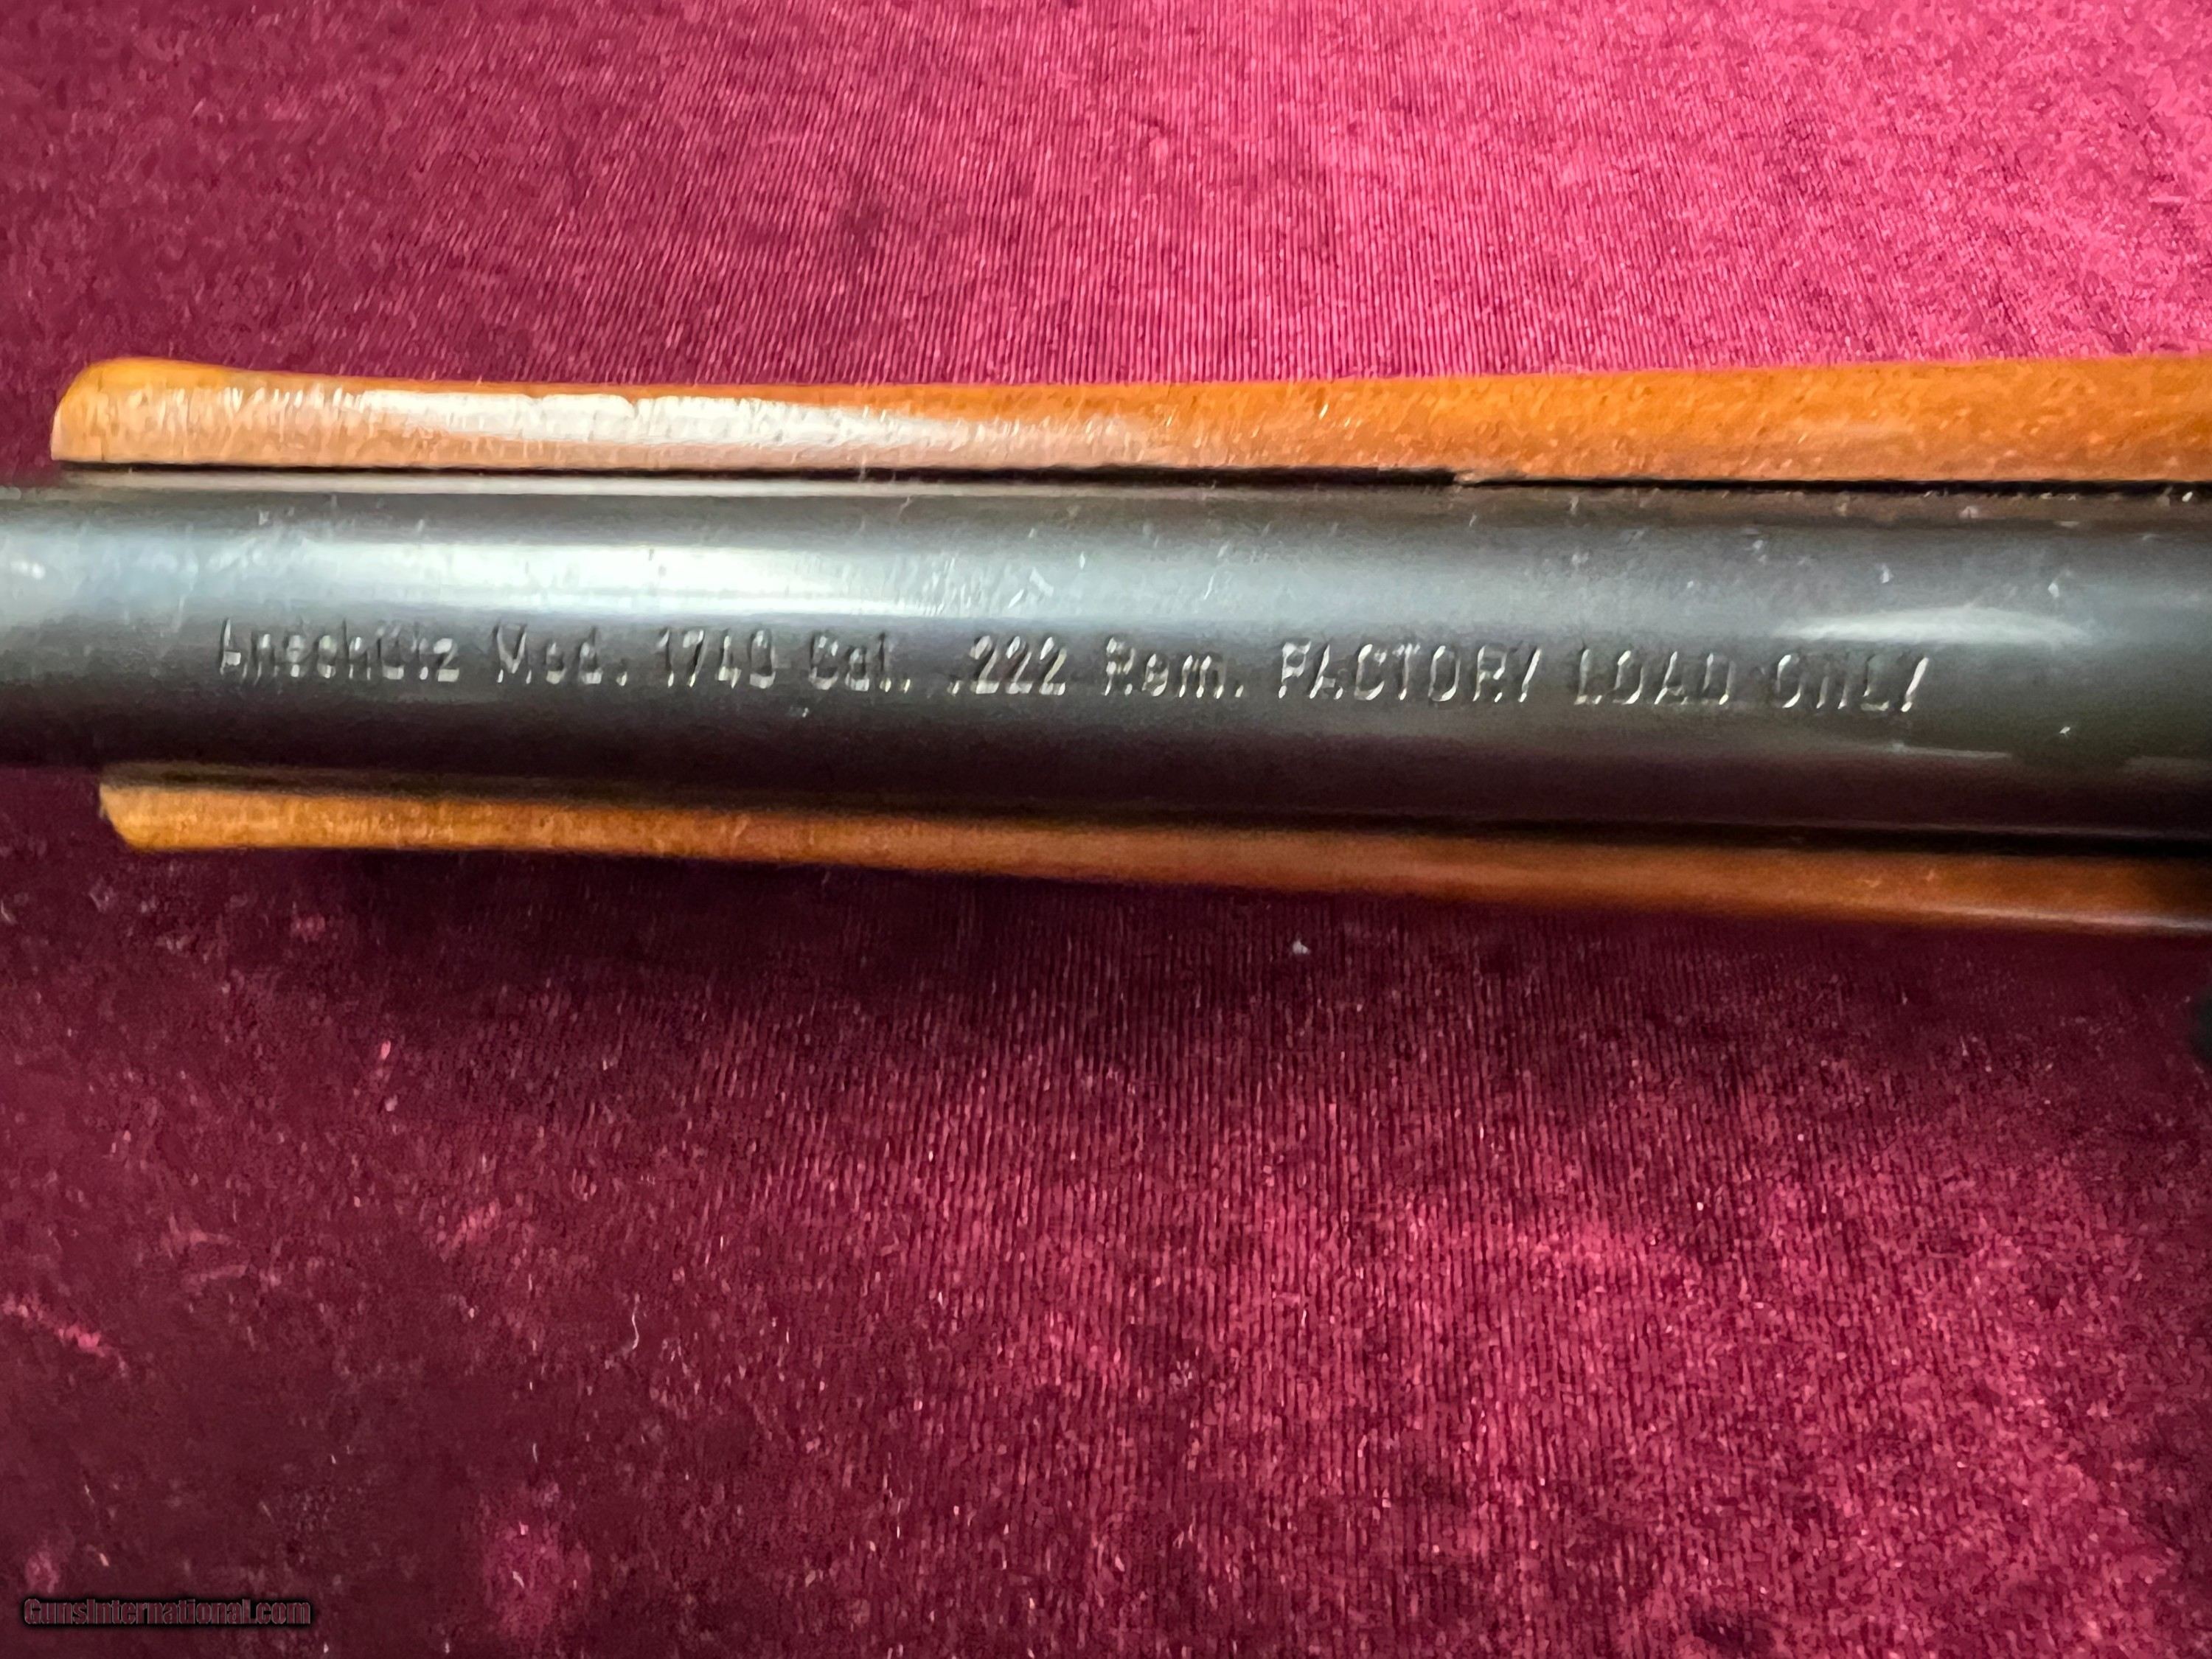 Anschütz Mod. 1740 Cal. .222 Rem. FACTORY LOAD ONLY
GunsInternational.com